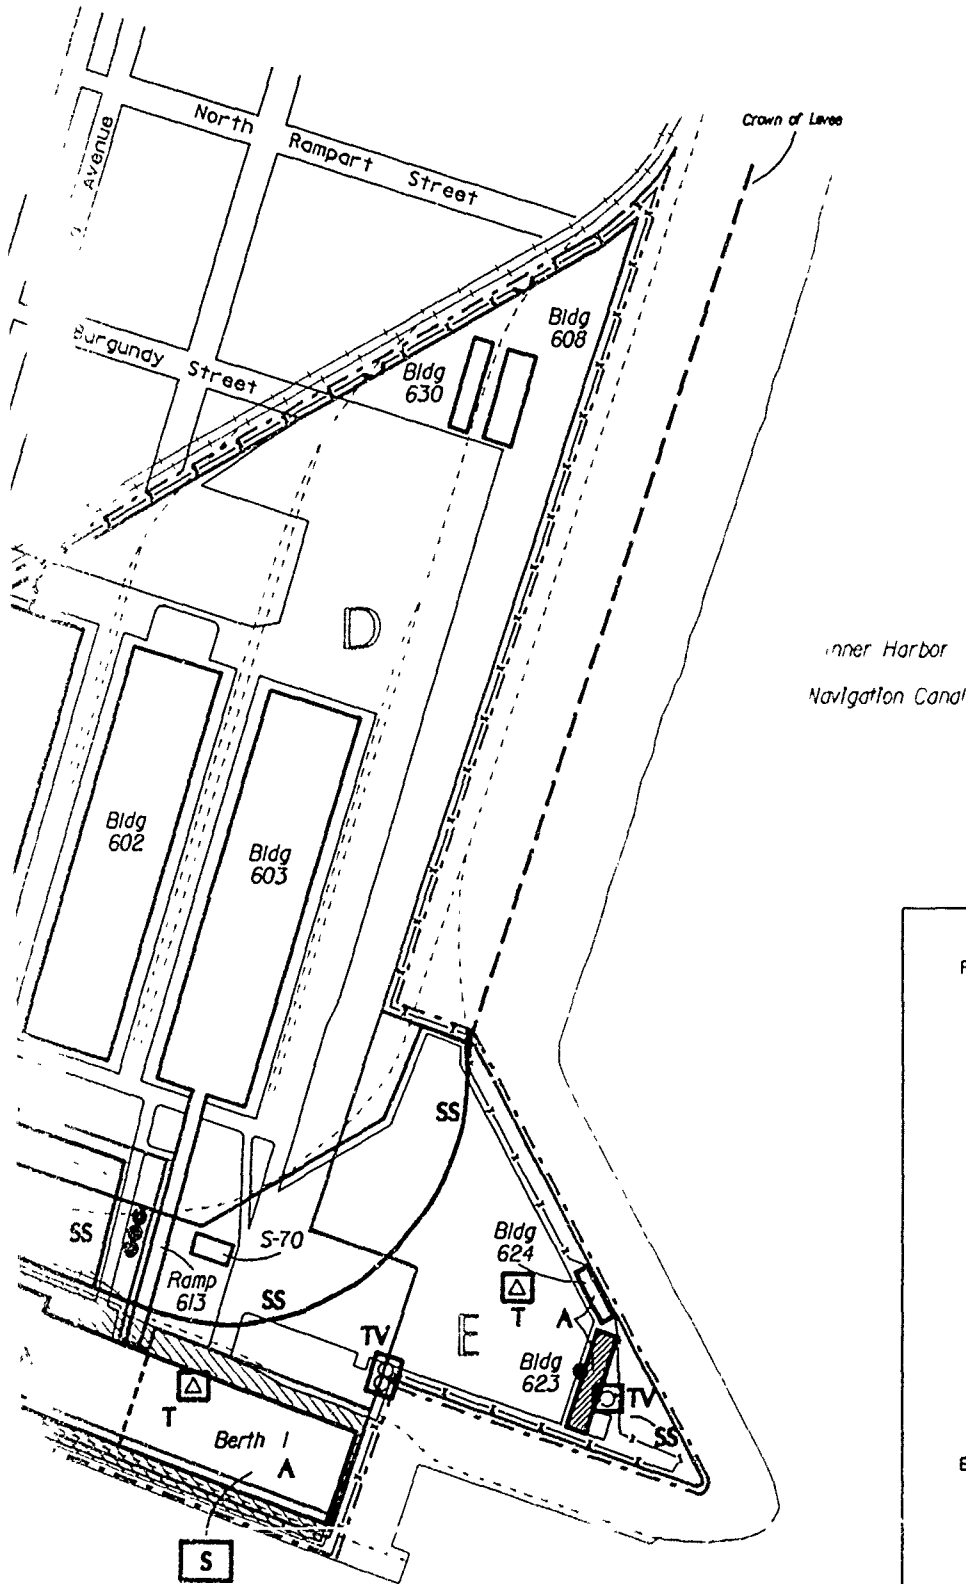 Crown of Levee
North Rampart Street
Avenue
Bldg
608
Burgundy Street
Bldg
630
D
Inner Harbor
Navigation Canal
Bldg
602
Bldg
603
SS
SS
S-70
Bldg
624
Ramp
613
SS
T
A
E
TV
Bldg
623
TV
T
SS
Berth 1
A
S